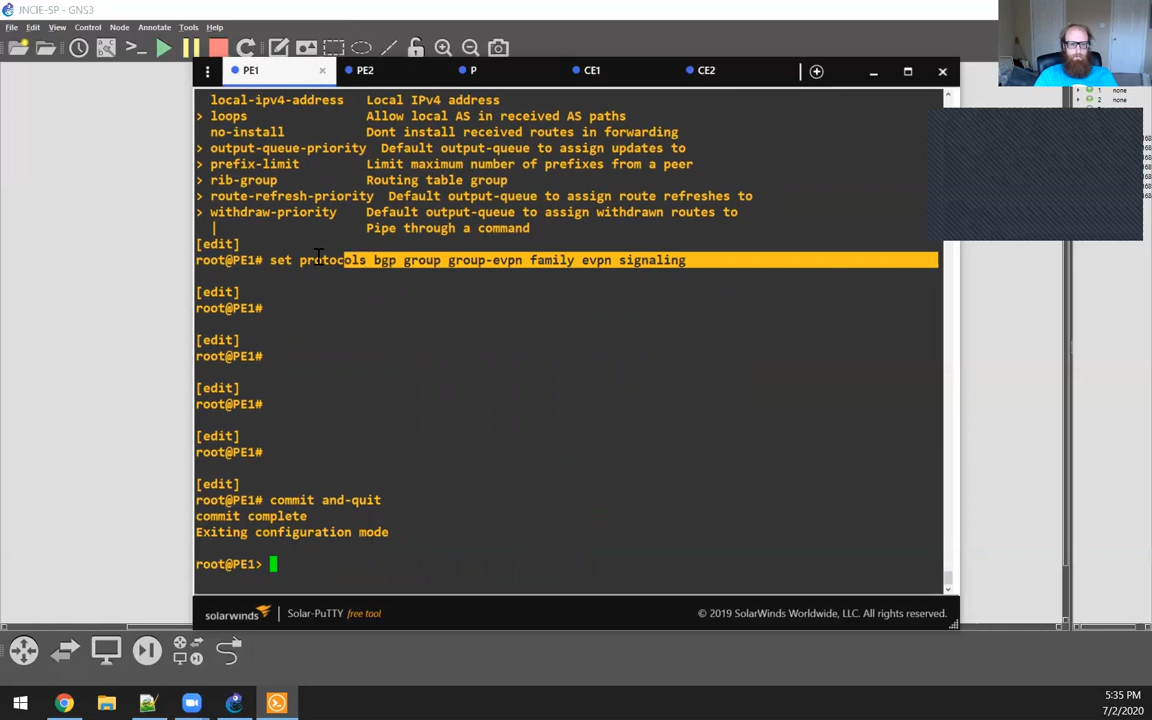 JNCIE-SP - GNS3
File Edit View Control Node Annotate Tools Help
PE1 PE2 P CE1 CE2
local-ipv4-address Local IPv4 address
> loops Allow local AS in received AS paths
no-install Dont install received routes in forwarding
> output-queue-priority Default output-queue to assign updates to
> prefix-limit Limit maximum number of prefixes from a peer
> rib-group Routing table group
> route-refresh-priority Default output-queue to assign route refreshes to
> withdraw-priority Default output-queue to assign withdrawn routes to
| Pipe through a command
[edit]
root@PE1# set protocols bgp group group-evpn family evpn signaling
[edit]
root@PE1#
[edit]
root@PE1#
[edit]
root@PE1#
[edit]
root@PE1#
[edit]
root@PE1# commit and-quit
commit complete
Exiting configuration mode
root@PE1>
solarwinds Solar-PuTTY free tool © 2019 SolarWinds Worldwide, LLC. All rights reserved.
1 none
2 none
5:35 PM
7/2/2020